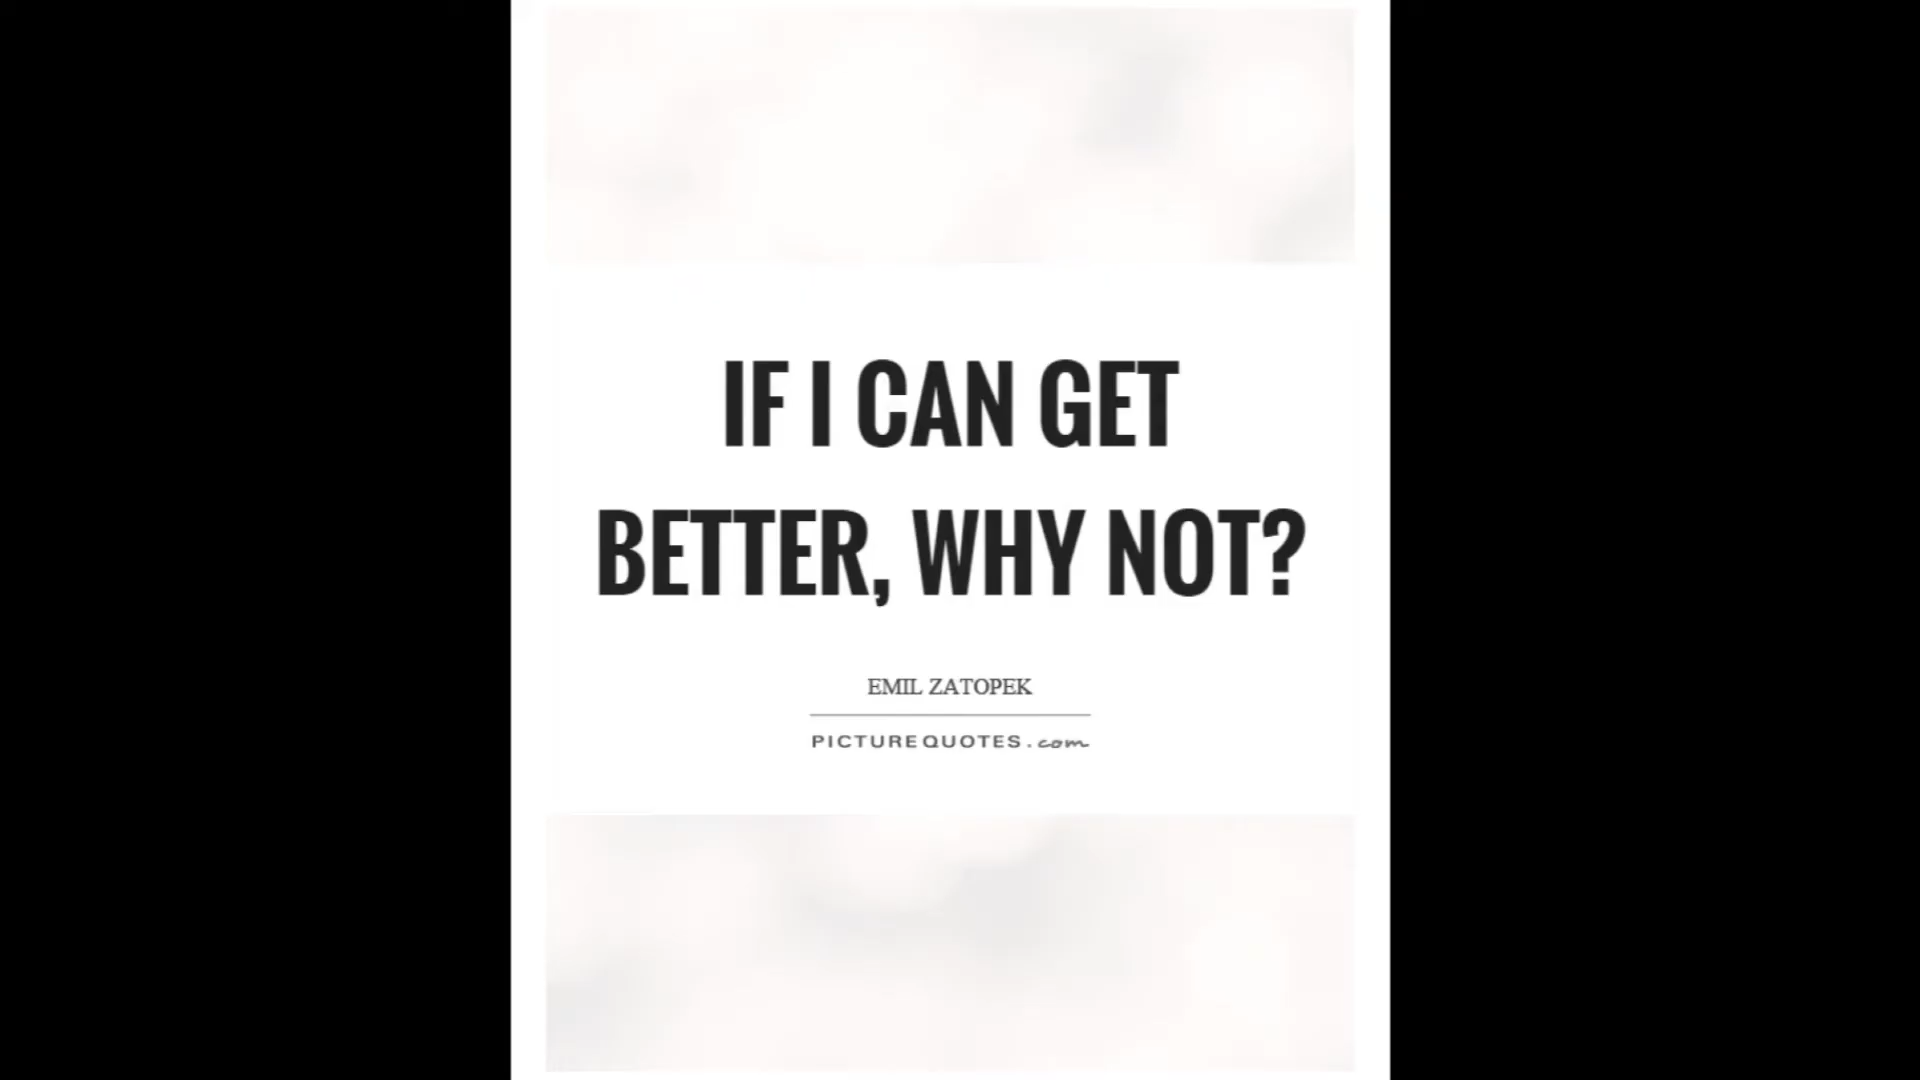 IF I CAN GET
BETTER, WHY NOT?
EMIL ZATOPEK
PICTUREQUOTES.com